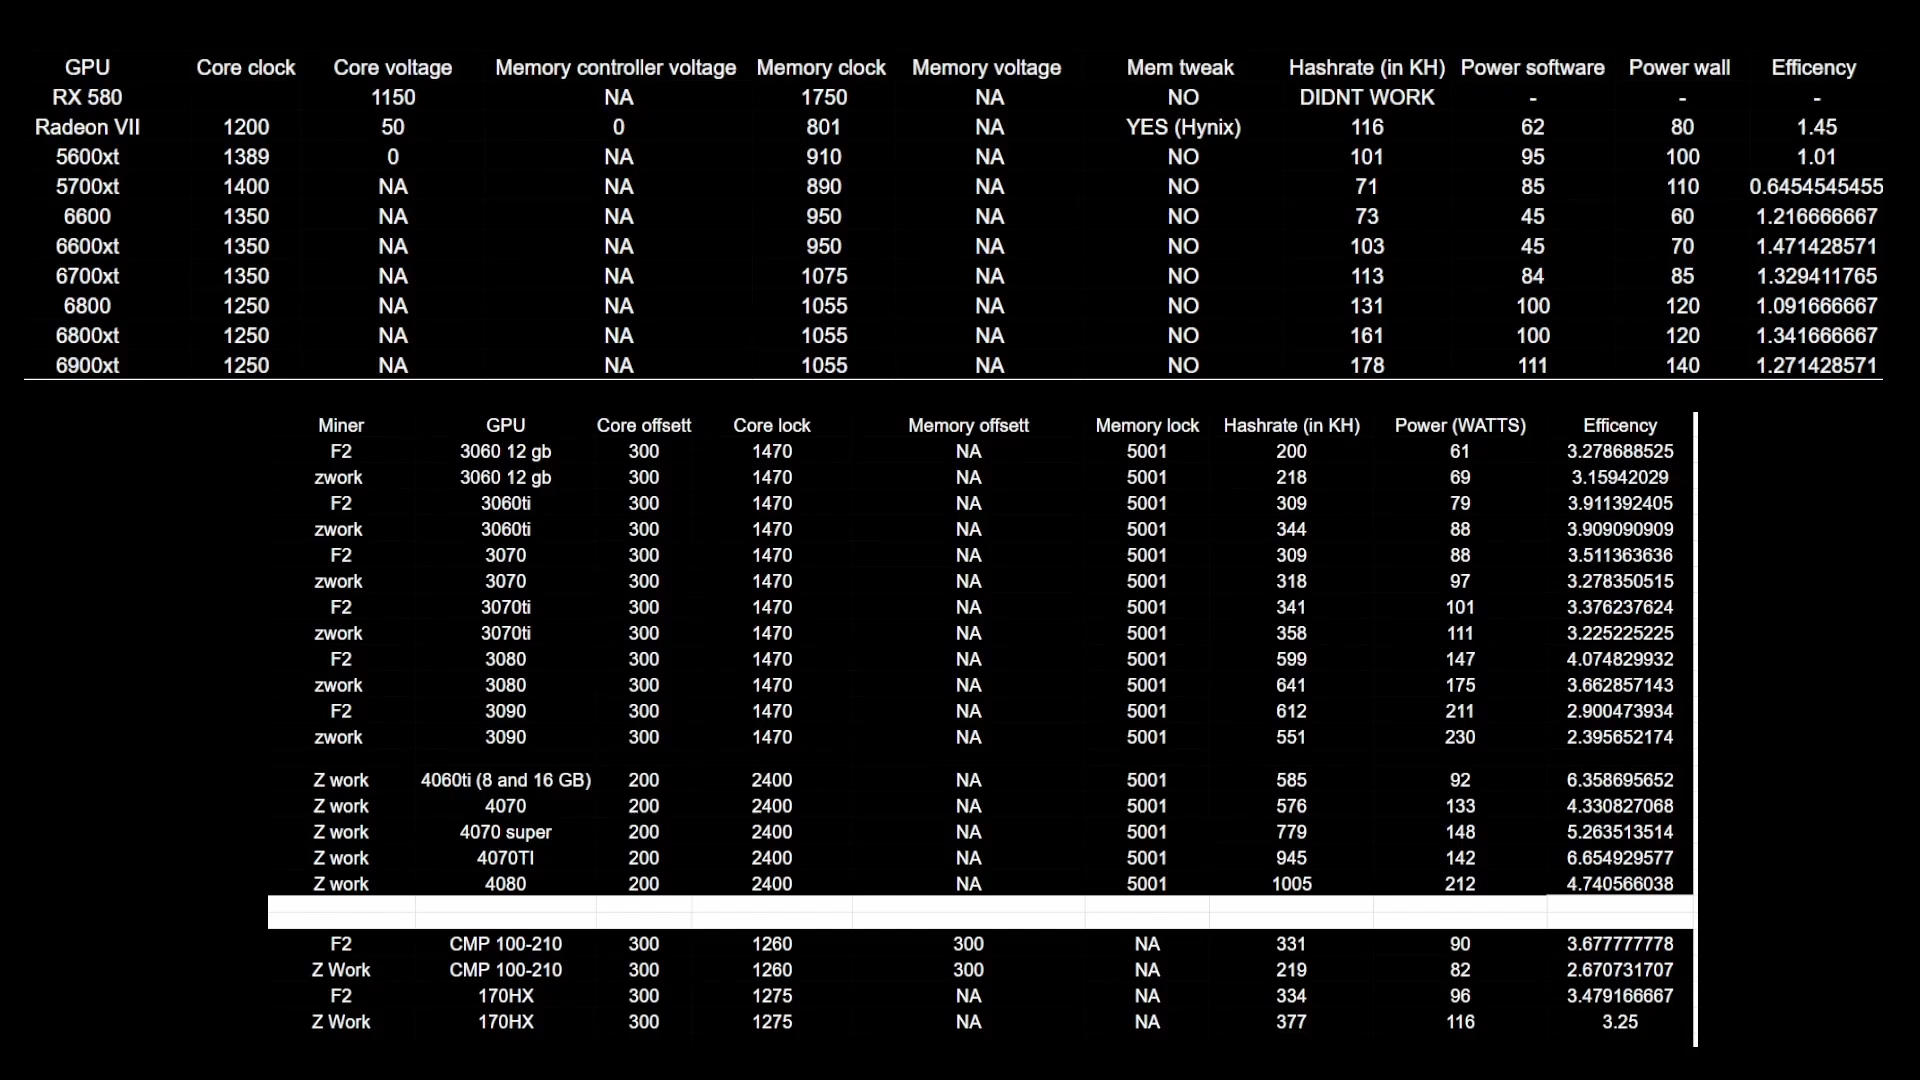 GPU Core clock Core voltage Memory controller voltage Memory clock Memory voltage Mem tweak Hashrate (in KH) Power software Power wall Efficency
RX 580 1150 NA 1750 NA NO DIDNT WORK - - -
Radeon VII 1200 50 0 801 NA YES (Hynix) 116 62 80 1.45
5600xt 1389 0 NA 910 NA NO 101 95 100 1.01
5700xt 1400 NA NA 890 NA NO 71 85 110 0.6454545455
6600 1350 NA NA 950 NA NO 73 45 60 1.216666667
6600xt 1350 NA NA 950 NA NO 103 45 70 1.471428571
6700xt 1350 NA NA 1075 NA NO 113 84 85 1.329411765
6800 1250 NA NA 1055 NA NO 131 100 120 1.091666667
6800xt 1250 NA NA 1055 NA NO 161 100 120 1.341666667
6900xt 1250 NA NA 1055 NA NO 178 111 140 1.271428571
Miner GPU Core offsett Core lock Memory offsett Memory lock Hashrate (in KH) Power (WATTS) Efficency
F2 3060 12 gb 300 1470 NA 5001 200 61 3.278688525
zwork 3060 12 gb 300 1470 NA 5001 218 69 3.15942029
F2 3060ti 300 1470 NA 5001 309 79 3.911392405
zwork 3060ti 300 1470 NA 5001 344 88 3.909090909
F2 3070 300 1470 NA 5001 309 88 3.511363636
zwork 3070 300 1470 NA 5001 318 97 3.278350515
F2 3070ti 300 1470 NA 5001 341 101 3.376237624
zwork 3070ti 300 1470 NA 5001 358 111 3.225225225
F2 3080 300 1470 NA 5001 599 147 4.074829932
zwork 3080 300 1470 NA 5001 641 175 3.662857143
F2 3090 300 1470 NA 5001 612 211 2.900473934
zwork 3090 300 1470 NA 5001 551 230 2.395652174
Z work 4060ti (8 and 16 GB) 200 2400 NA 5001 585 92 6.358695652
Z work 4070 200 2400 NA 5001 576 133 4.330827068
Z work 4070 super 200 2400 NA 5001 779 148 5.263513514
Z work 4070TI 200 2400 NA 5001 945 142 6.654929577
Z work 4080 200 2400 NA 5001 1005 212 4.740566038
F2 CMP 100-210 300 1260 300 NA 331 90 3.677777778
Z Work CMP 100-210 300 1260 300 NA 219 82 2.670731707
F2 170HX 300 1275 NA NA 334 96 3.479166667
Z Work 170HX 300 1275 NA NA 377 116 3.25